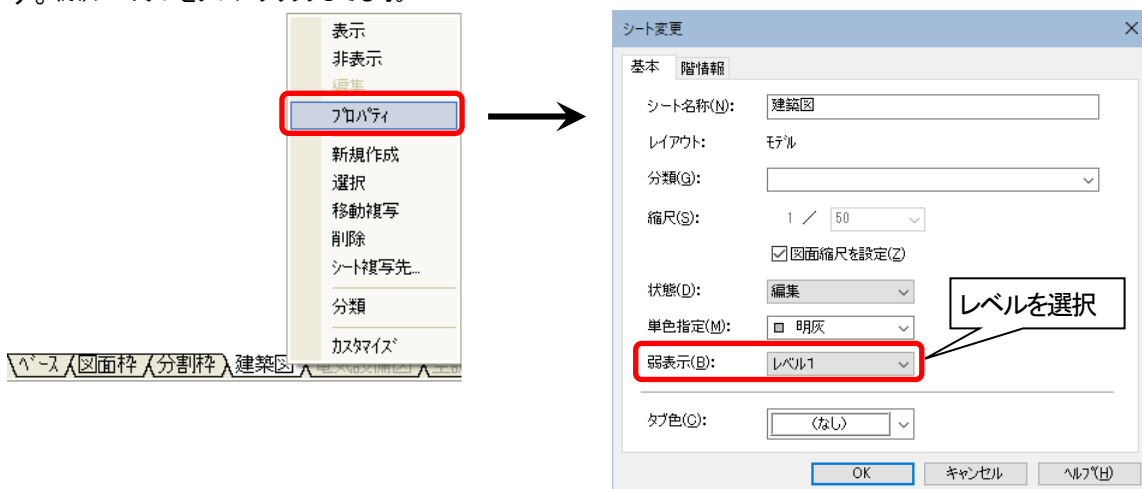 表示
非表示
編集
プロパティ
新規作成
選択
移動複写
削除
シート複写先...
分類
カスタマイズ
ベース 図面枠 分割枠 建築図
シート変更
基本 階情報
シート名称(N): 建築図
レイアウト: モデル
分類(G):
縮尺(S): 1 / 50
図面縮尺を設定(Z)
状態(D): 編集
単色指定(M): 明灰
弱表示(B): レベル1
レベルを選択
タブ色(C): (なし)
OK キャンセル ヘルプ(H)